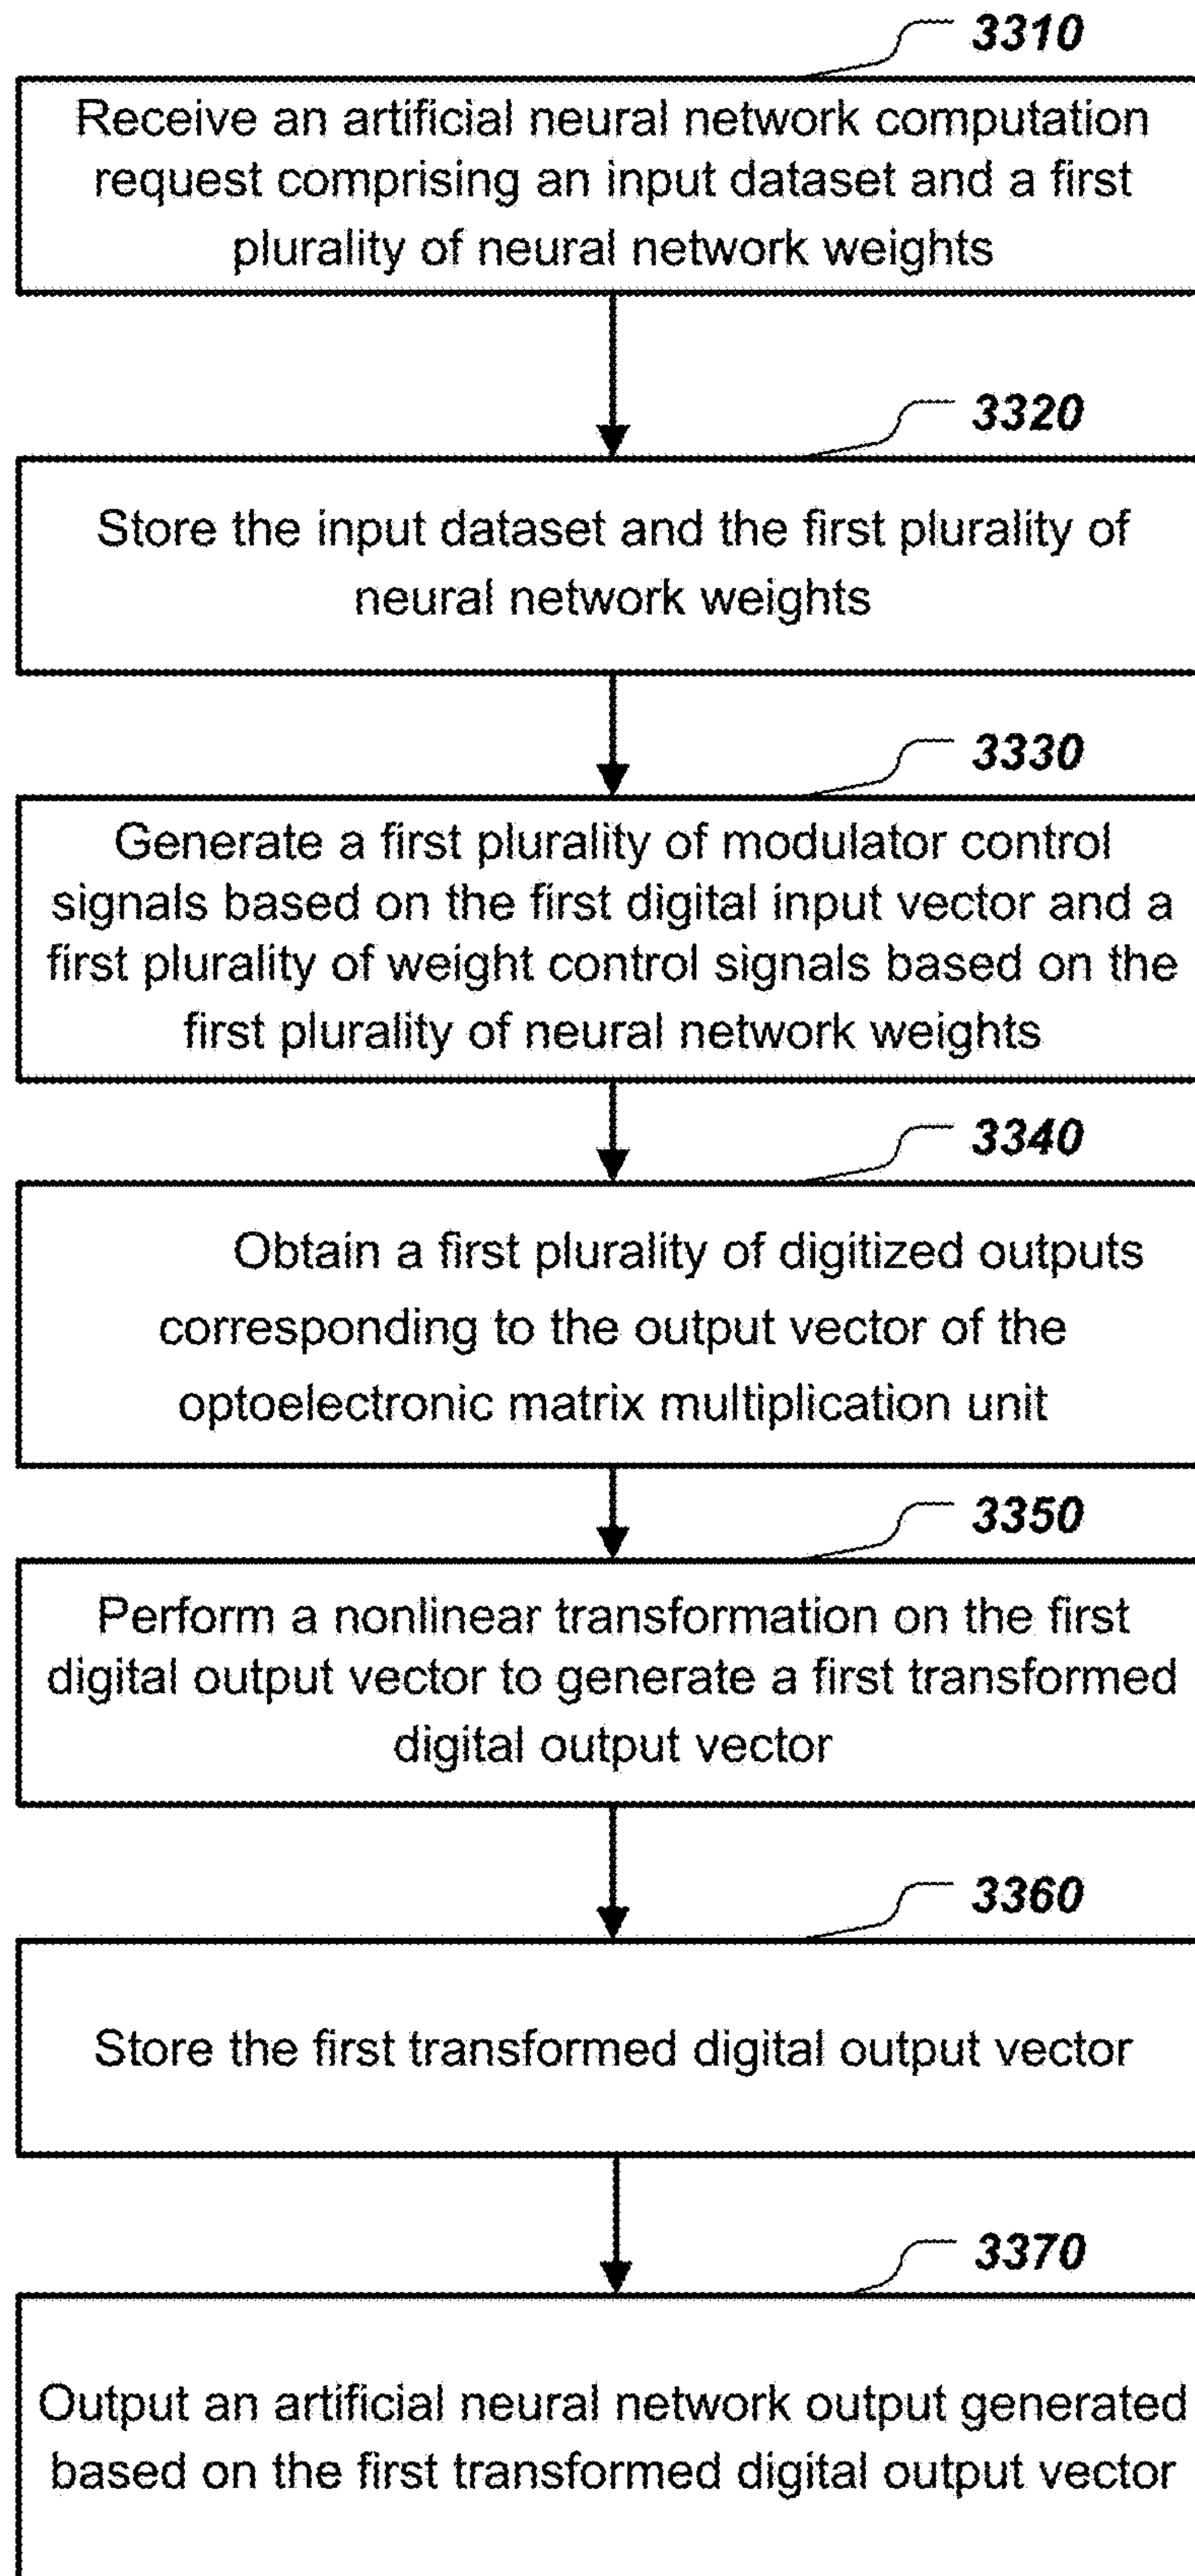 3310
Receive an artificial neural network computation
request comprising an input dataset and a first
plurality of neural network weights
3320
Store the input dataset and the first plurality of
neural network weights
3330
Generate a first plurality of modulator control
signals based on the first digital input vector and a
first plurality of weight control signals based on the
first plurality of neural network weights
3340
Obtain a first plurality of digitized outputs
corresponding to the output vector of the
optoelectronic matrix multiplication unit
3350
Perform a nonlinear transformation on the first
digital output vector to generate a first transformed
digital output vector
3360
Store the first transformed digital output vector
3370
Output an artificial neural network output generated
based on the first transformed digital output vector